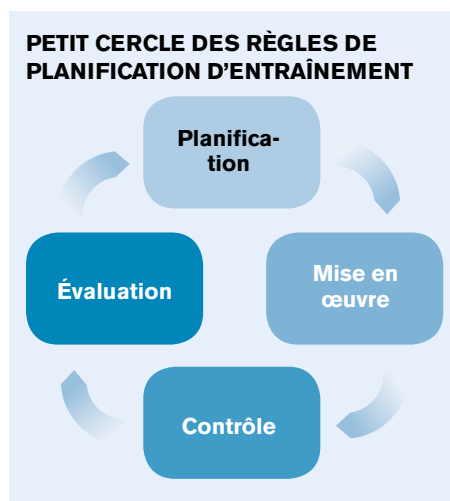 PETIT CERCLE DES RÈGLES DE
PLANIFICATION D’ENTRAÎNEMENT
Planifica-
tion
Évaluation
Mise en
œuvre
Contrôle